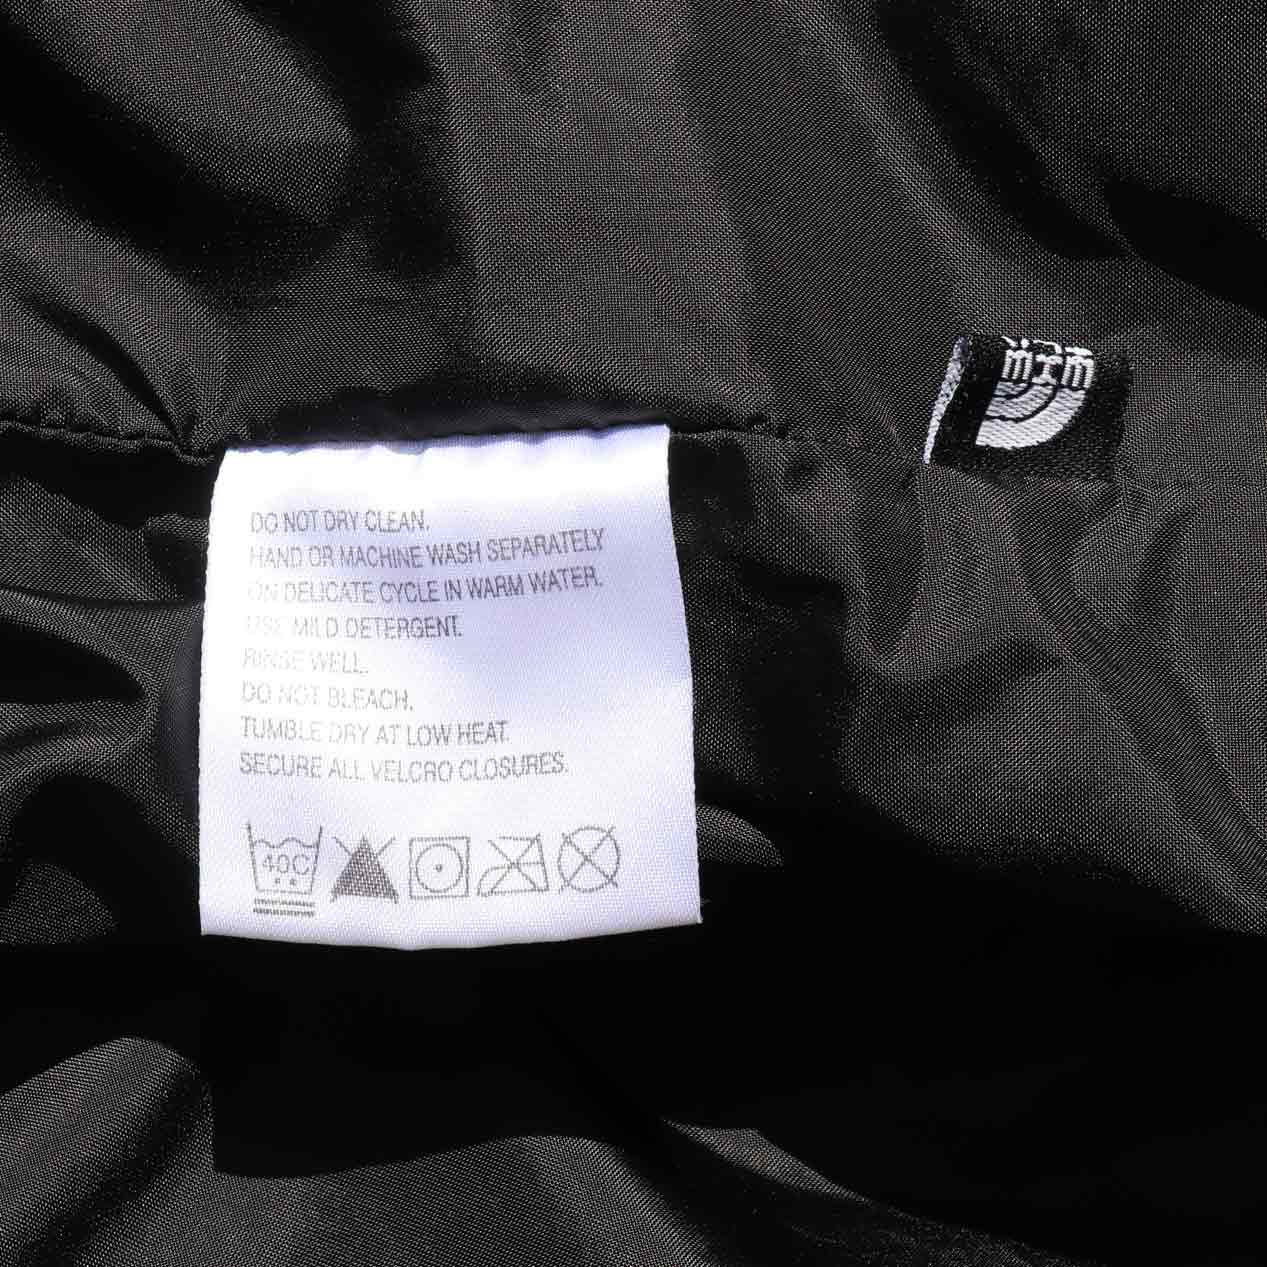 DO NOT DRY CLEAN.
HAND OR MACHINE WASH SEPARATELY
ON DELICATE CYCLE IN WARM WATER.
USE MILD DETERGENT.
RINSE WELL.
DO NOT BLEACH.
TUMBLE DRY AT LOW HEAT.
SECURE ALL VELCRO CLOSURES.
40C